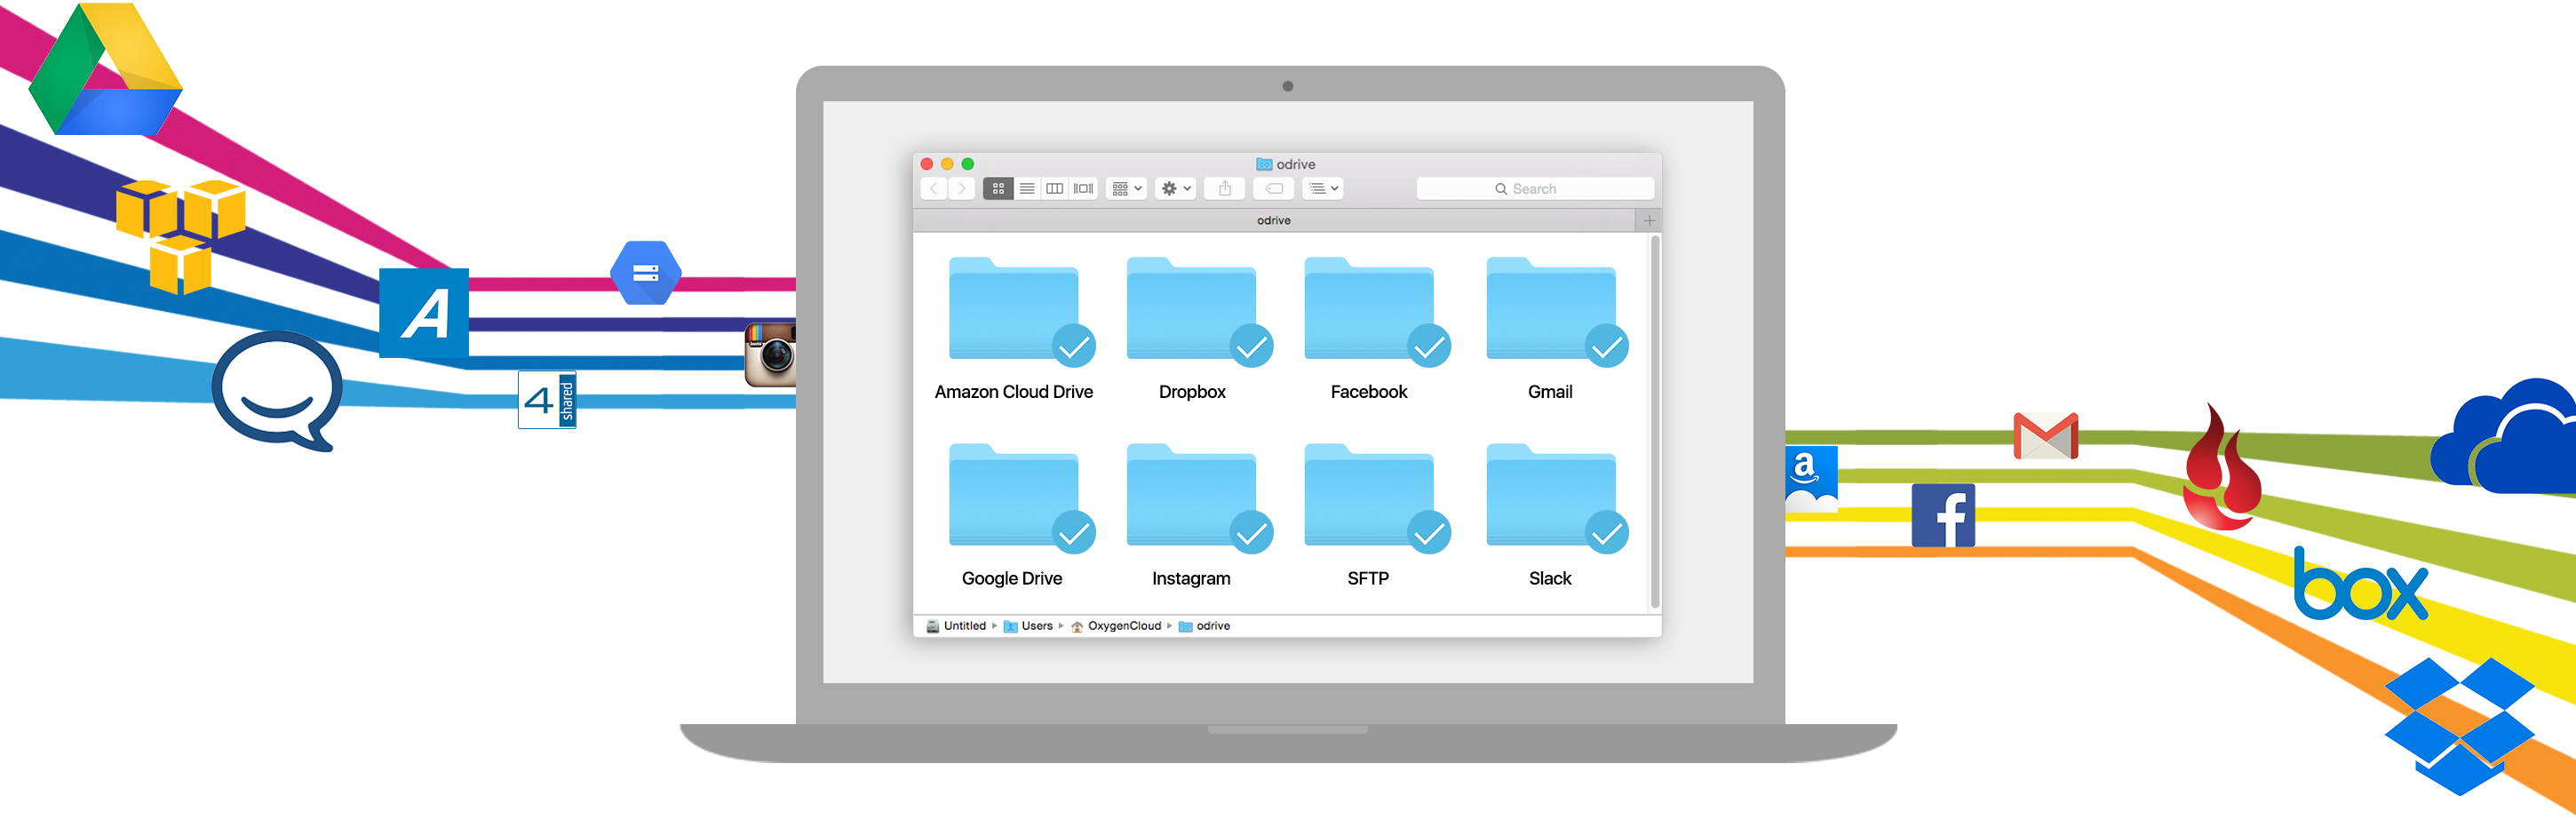 odrive
Search
odrive
Amazon Cloud Drive
Dropbox
Facebook
Gmail
Google Drive
Instagram
SFTP
Slack
Untitled
Users
OxygenCloud
odrive
A
4
shared
a
f
box